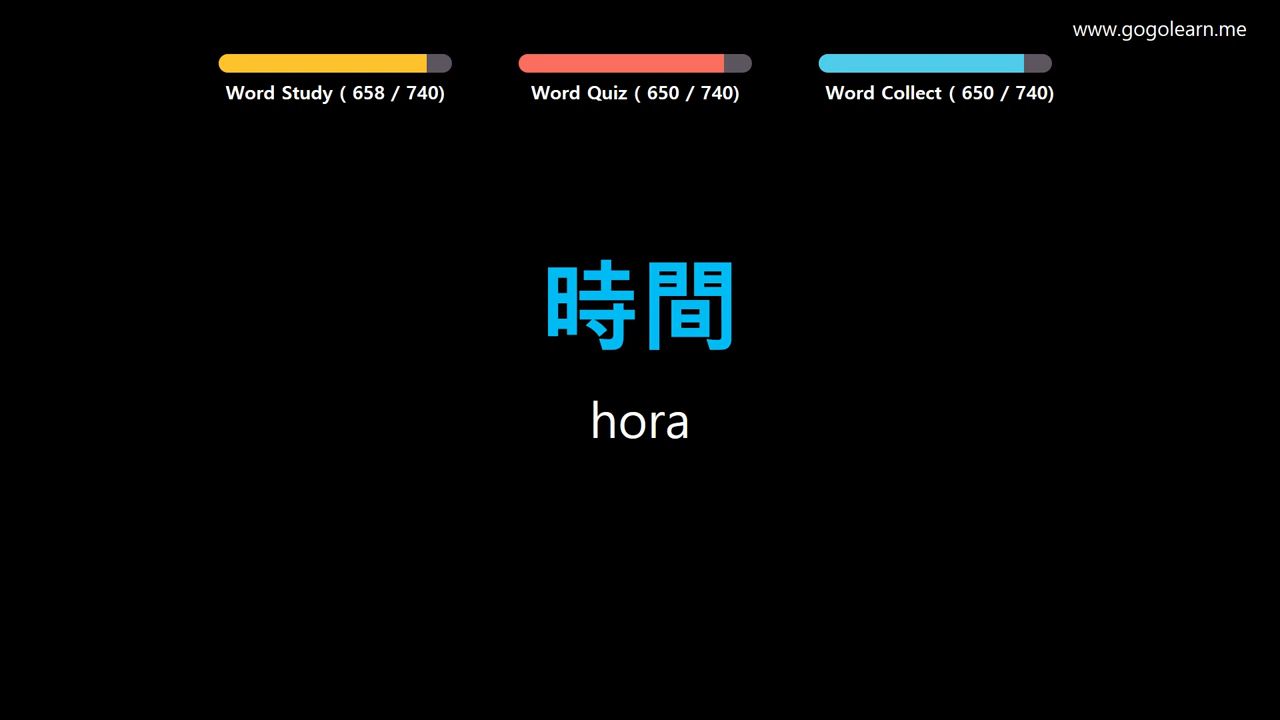 www.gogolearn.me
Word Study ( 658 / 740)
Word Quiz ( 650 / 740)
Word Collect ( 650 / 740)
時間
hora